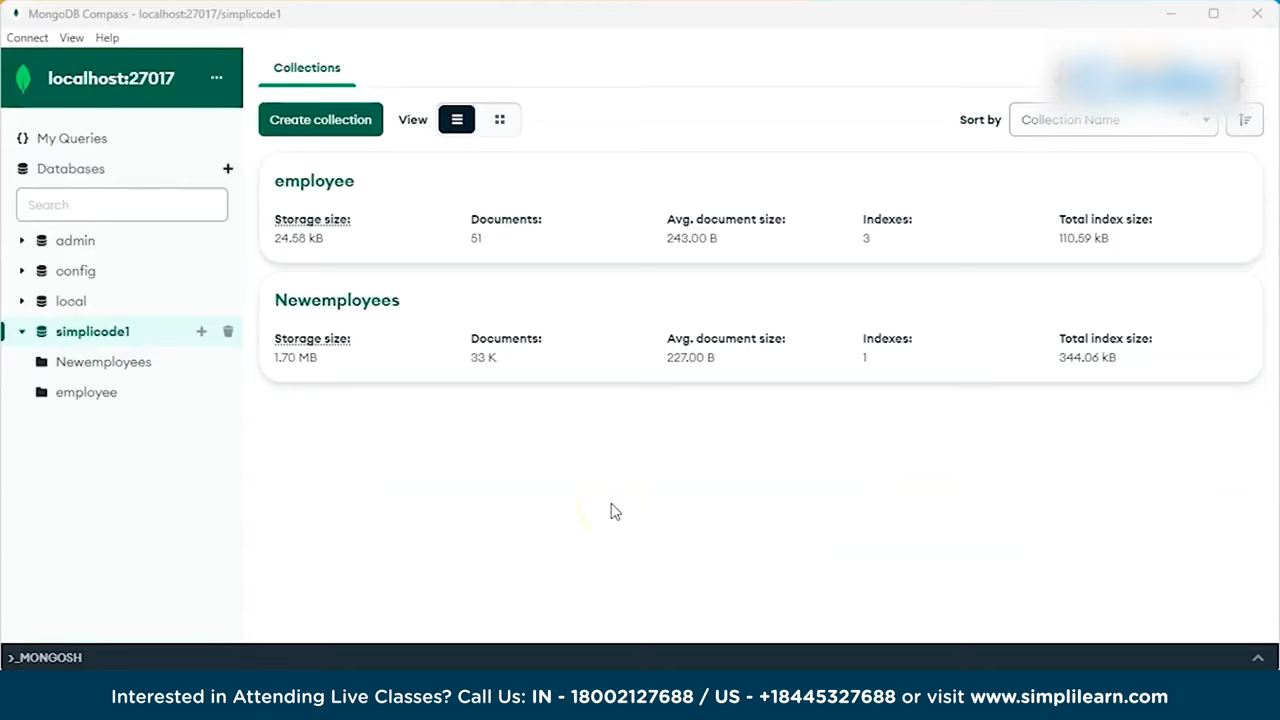 MongoDB Compass - localhost:27017/simplicode1
Connect View Help
localhost:27017 ...
{} My Queries
Databases +
Search
admin
config
local
simplicode1 +
Newemployees
employee
Collections
Create collection View Sort by Collection Name
employee
Storage size: Documents: Avg. document size: Indexes: Total index size:
24.58 kB 51 243.00 B 3 110.59 kB
Newemployees
Storage size: Documents: Avg. document size: Indexes: Total index size:
1.70 MB 33 K 227.00 B 1 344.06 kB
>_MONGOSH
Interested in Attending Live Classes? Call Us: IN - 18002127688 / US - +18445327688 or visit www.simplilearn.com